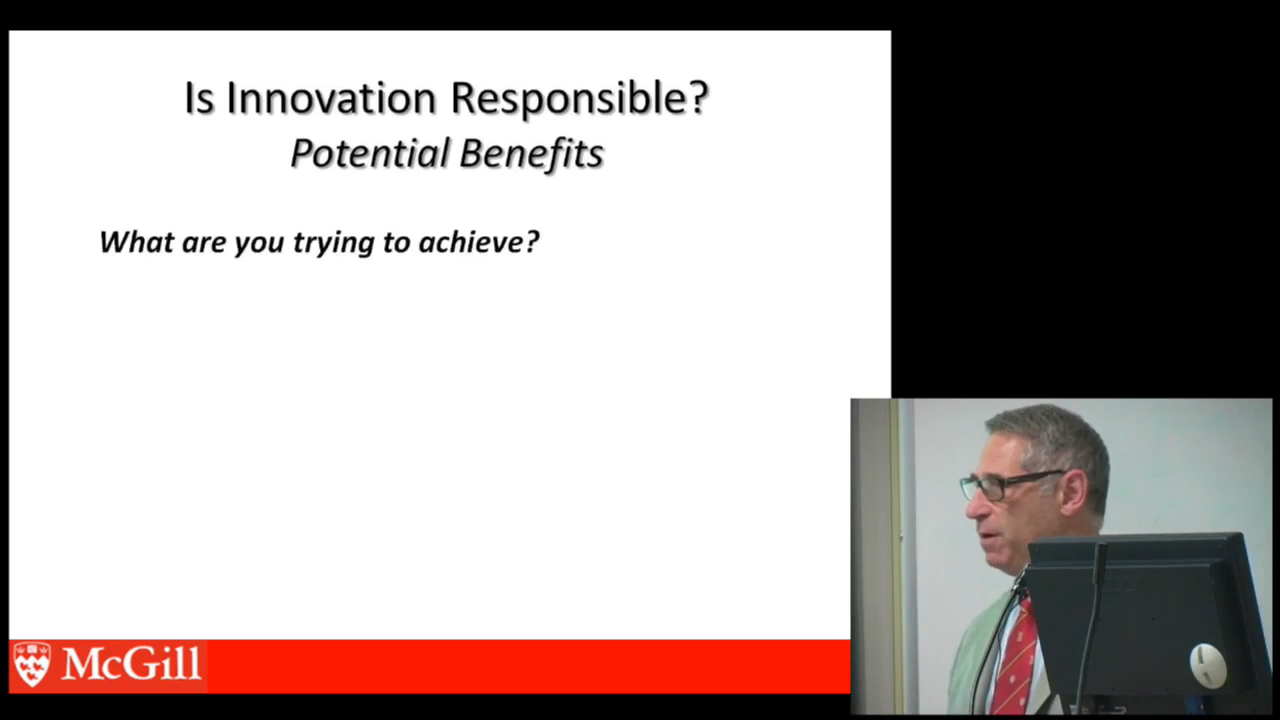 Is Innovation Responsible?
Potential Benefits
What are you trying to achieve?
McGill